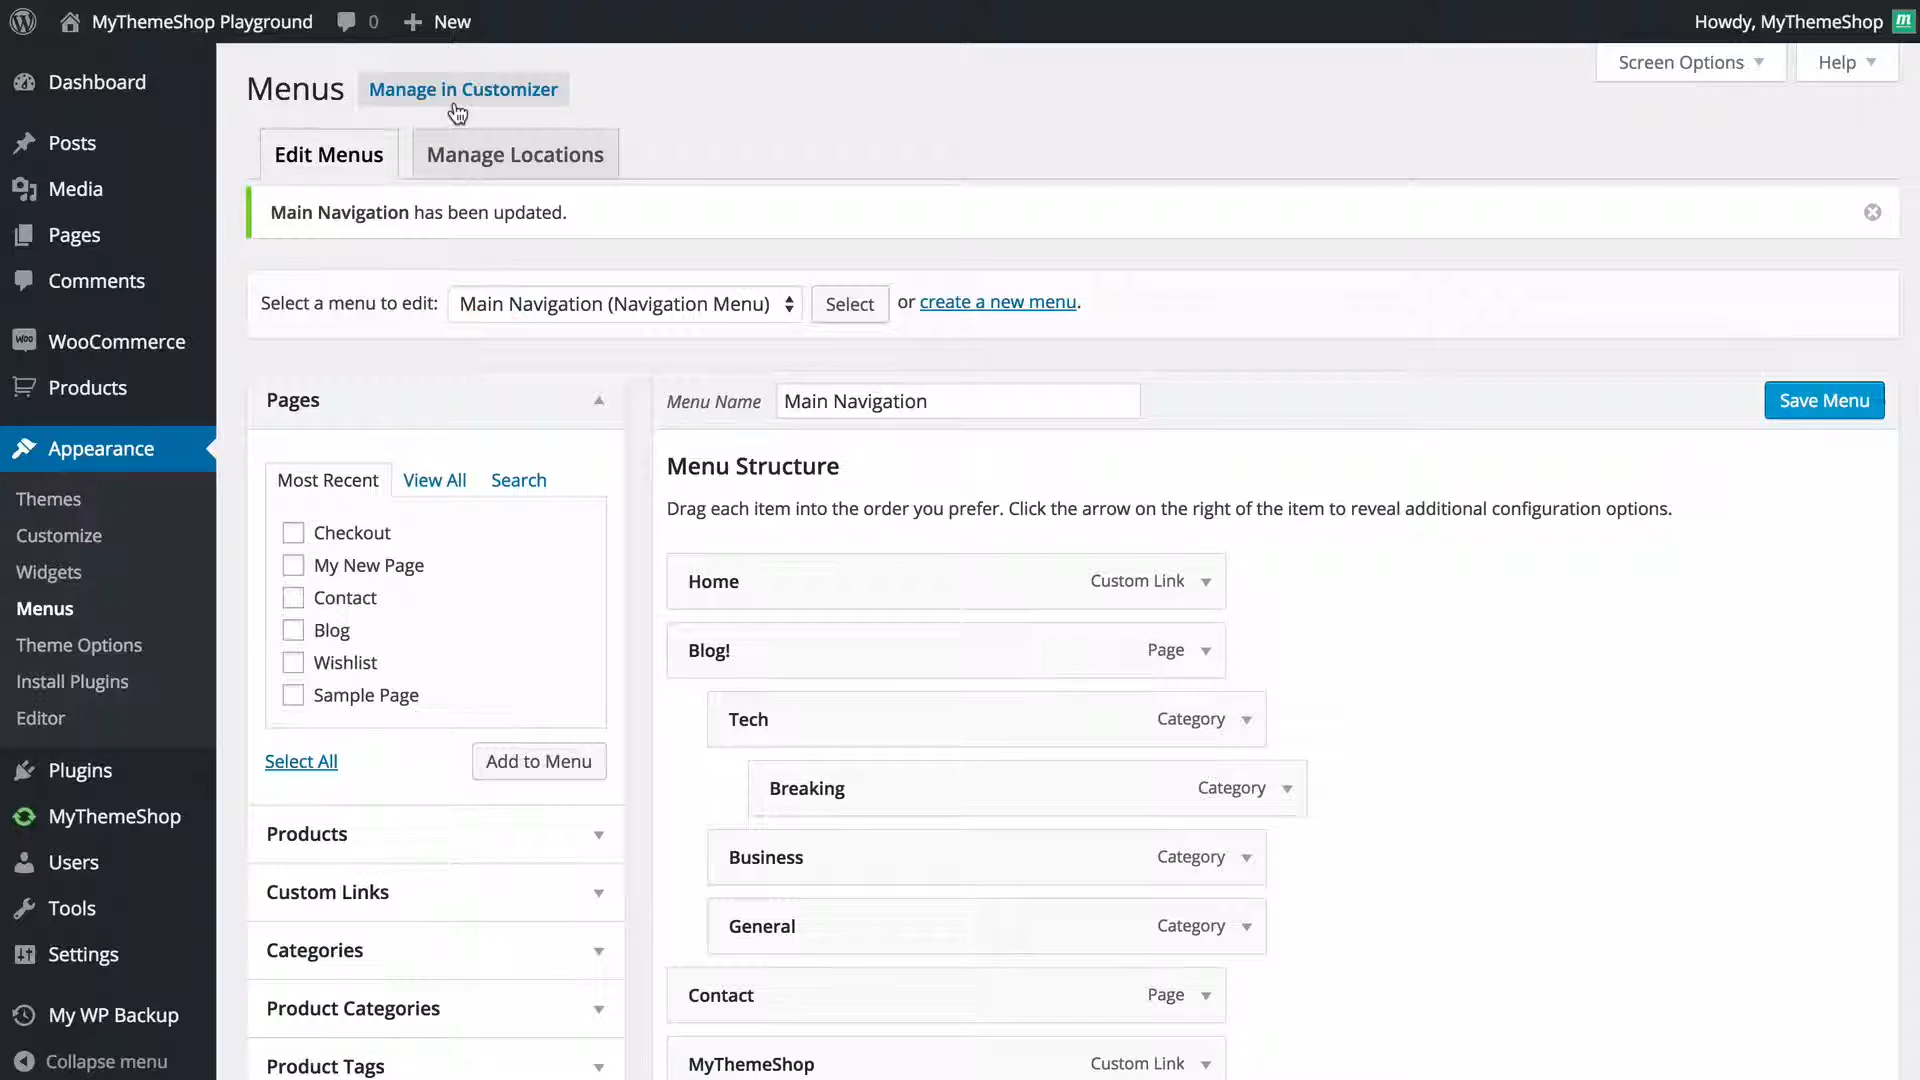 MyThemeShop Playground 0 New Howdy, MyThemeShop m
Screen Options Help
Dashboard
Posts
Media
Pages
Comments
Woo WooCommerce
Products
Appearance
Themes
Customize
Widgets
Menus
Theme Options
Install Plugins
Editor
Plugins
MyThemeShop
Users
Tools
Settings
My WP Backup
Collapse menu
Menus Manage in Customizer
Edit Menus Manage Locations
Main Navigation has been updated.
Select a menu to edit: Main Navigation (Navigation Menu) Select or create a new menu.
Pages
Most Recent View All Search
Checkout
My New Page
Contact
Blog
Wishlist
Sample Page
Select All Add to Menu
Products
Custom Links
Categories
Product Categories
Product Tags
Menu Name Main Navigation Save Menu
Menu Structure
Drag each item into the order you prefer. Click the arrow on the right of the item to reveal additional configuration options.
Home Custom Link
Blog! Page
Tech Category
Breaking Category
Business Category
General Category
Contact Page
MyThemeShop Custom Link